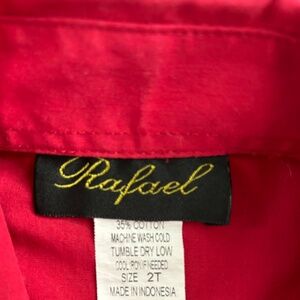 Rafael
35% COTTON
MACHINE WASH COLD
TUMBLE DRY LOW
COOL IRON IF NEEDED
SIZE 2T
MADE IN INDONESIA